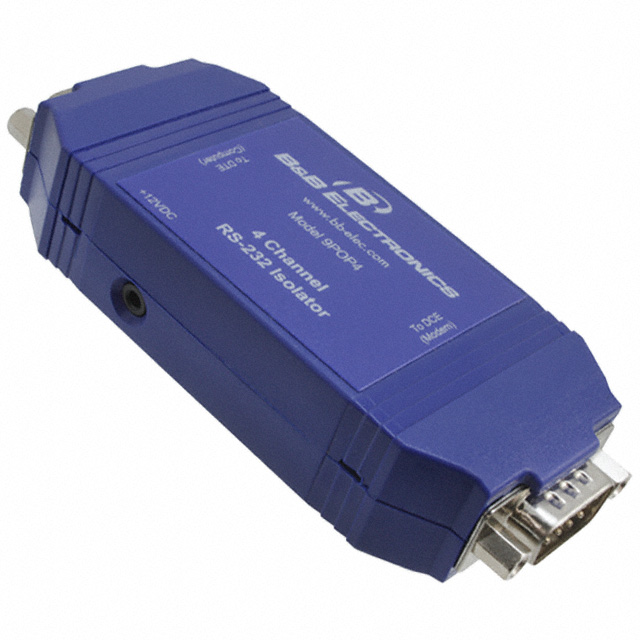 To DTE
(Computer)
+12VDC
B
B&B ELECTRONICS
www.bb-elec.com
Model 9POP4
4 Channel
RS-232 Isolator
To DCE
(Modem)